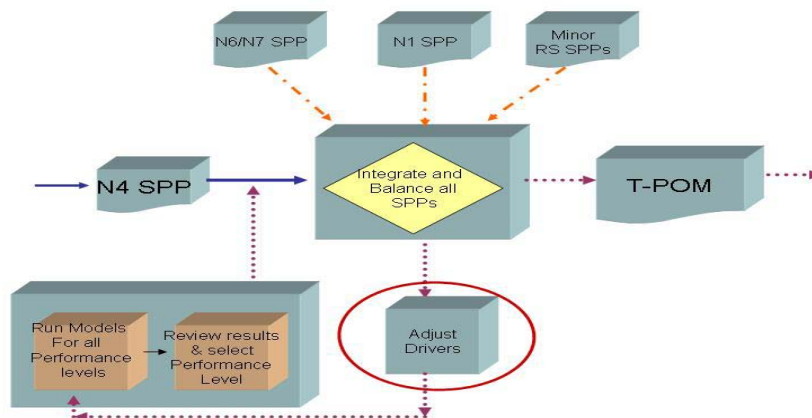 N6/N7 SPP
N1 SPP
Minor
RS SPPs
N4 SPP
Integrate and
Balance all
SPPs
T-POM
Run Models
For all
Performance
levels
Review results
& select
Performance
Level
Adjust
Drivers